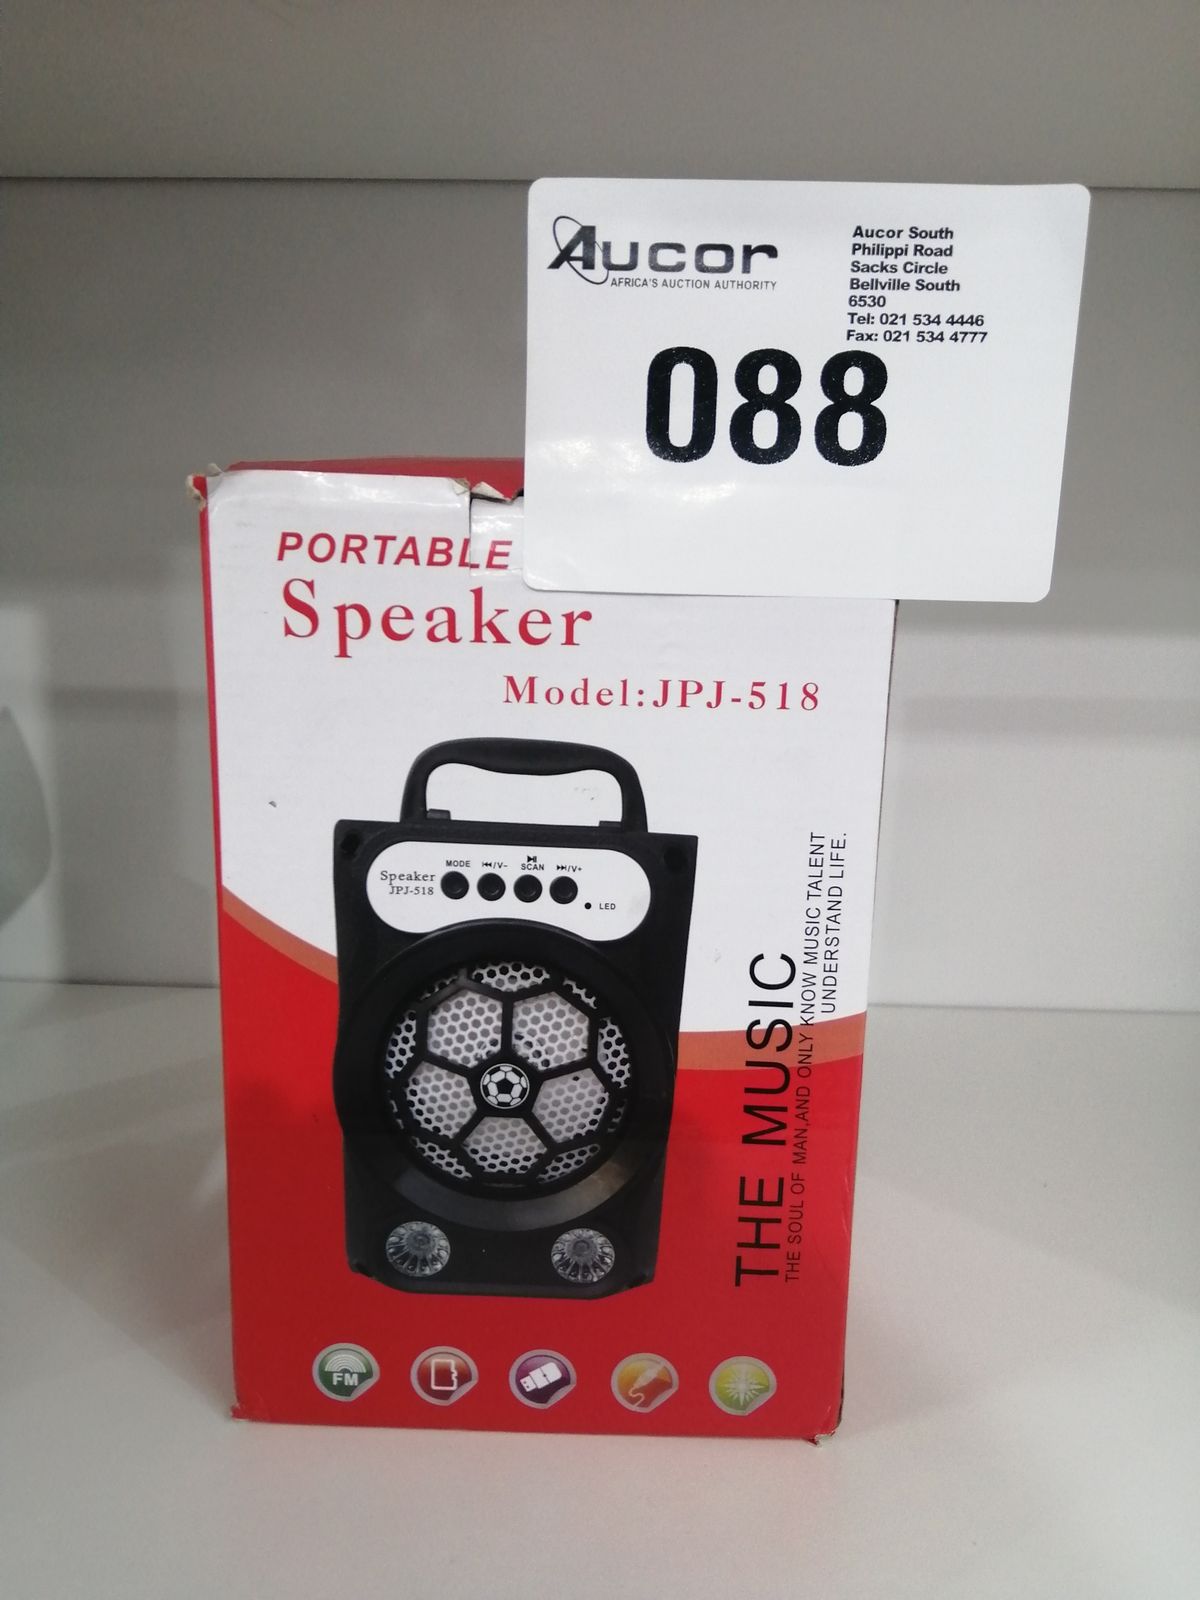 Aucor
AFRICA'S AUCTION AUTHORITY
Aucor South
Philippi Road
Sacks Circle
Bellville South
6530
Tel: 021 534 4446
Fax: 021 534 4777
088
PORTABLE
Speaker
Model:JPJ-518
MODE
/V-
SCAN
/V+
Speaker
JPJ-518
LED
THE MUSIC
THE SOUL OF MAN,AND ONLY KNOW MUSIC TALENT
UNDERSTAND LIFE.
FM